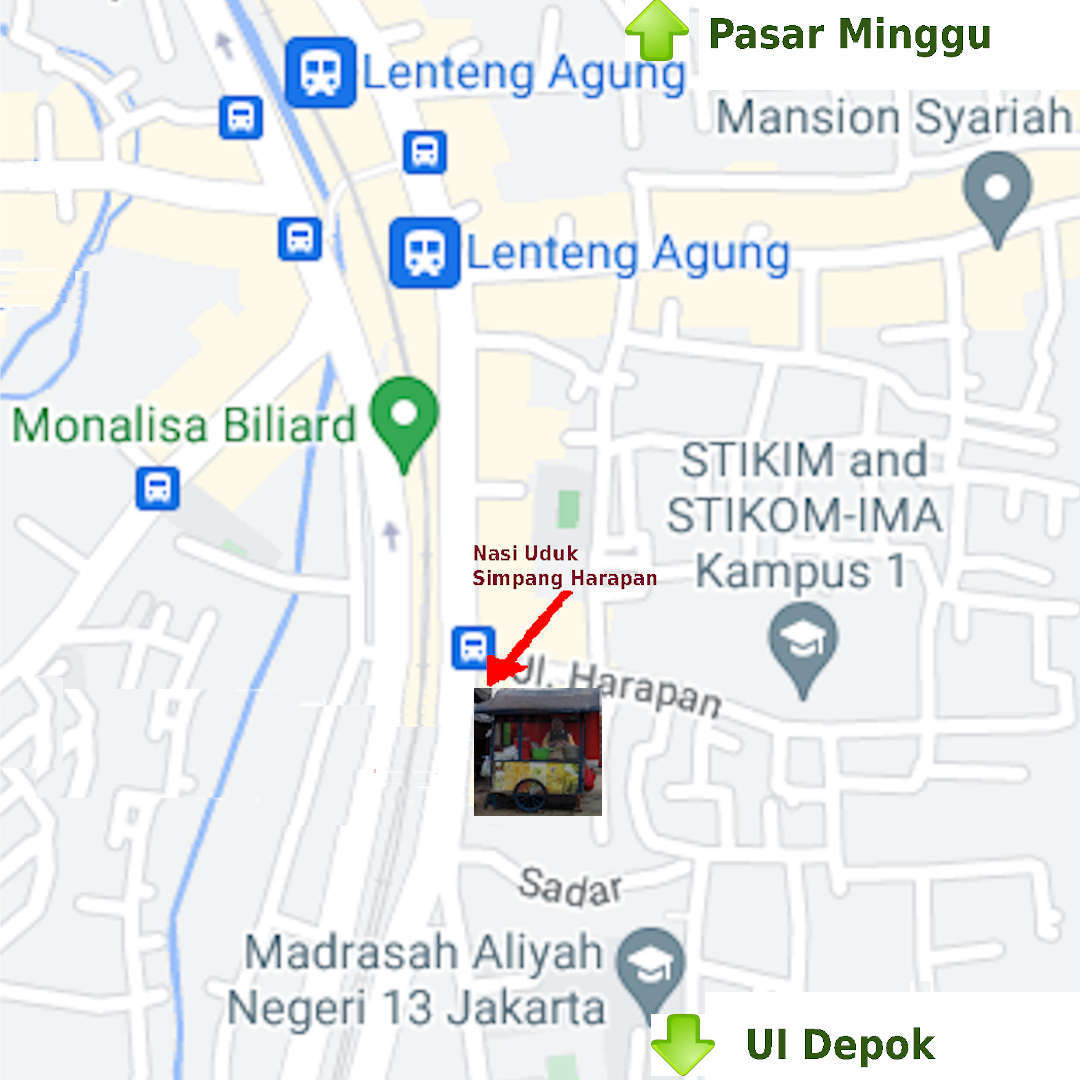 Pasar Minggu
Lenteng Agung
Mansion Syariah
Lenteng Agung
Monalisa Biliard
STIKIM and
STIKOM-IMA
Kampus 1
Nasi Uduk
Simpang Harapan
Jl. Harapan
Sadar
Madrasah Aliyah
Negeri 13 Jakarta
UI Depok